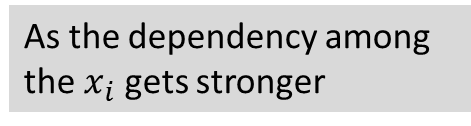 As the dependency among
the xᵢ gets stronger